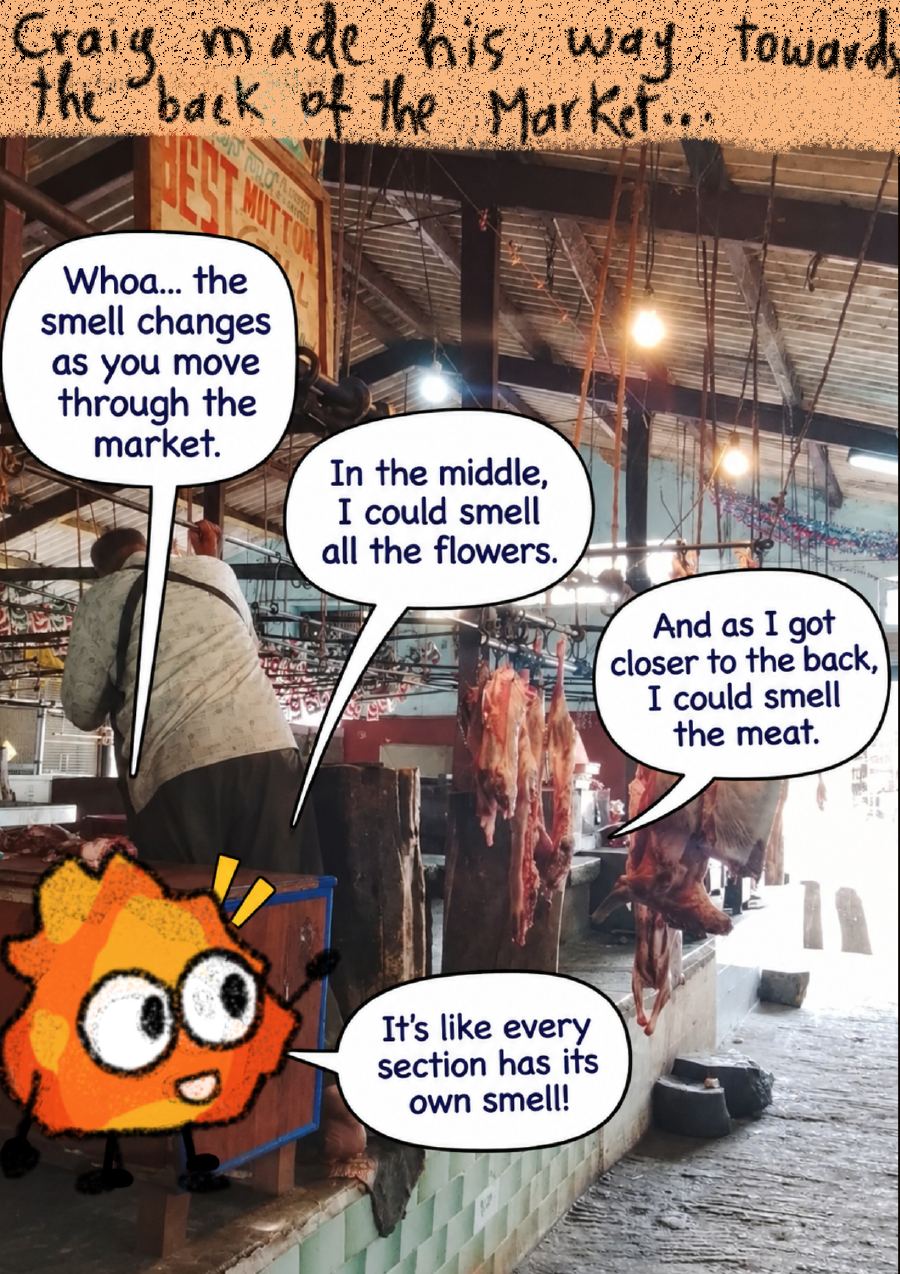 Craig made his way towards
the back of the Market...
BEST
MUTTON
Whoa... the
smell changes
as you move
through the
market.
In the middle,
I could smell
all the flowers.
And as I got
closer to the back,
I could smell
the meat.
It's like every
section has its
own smell!